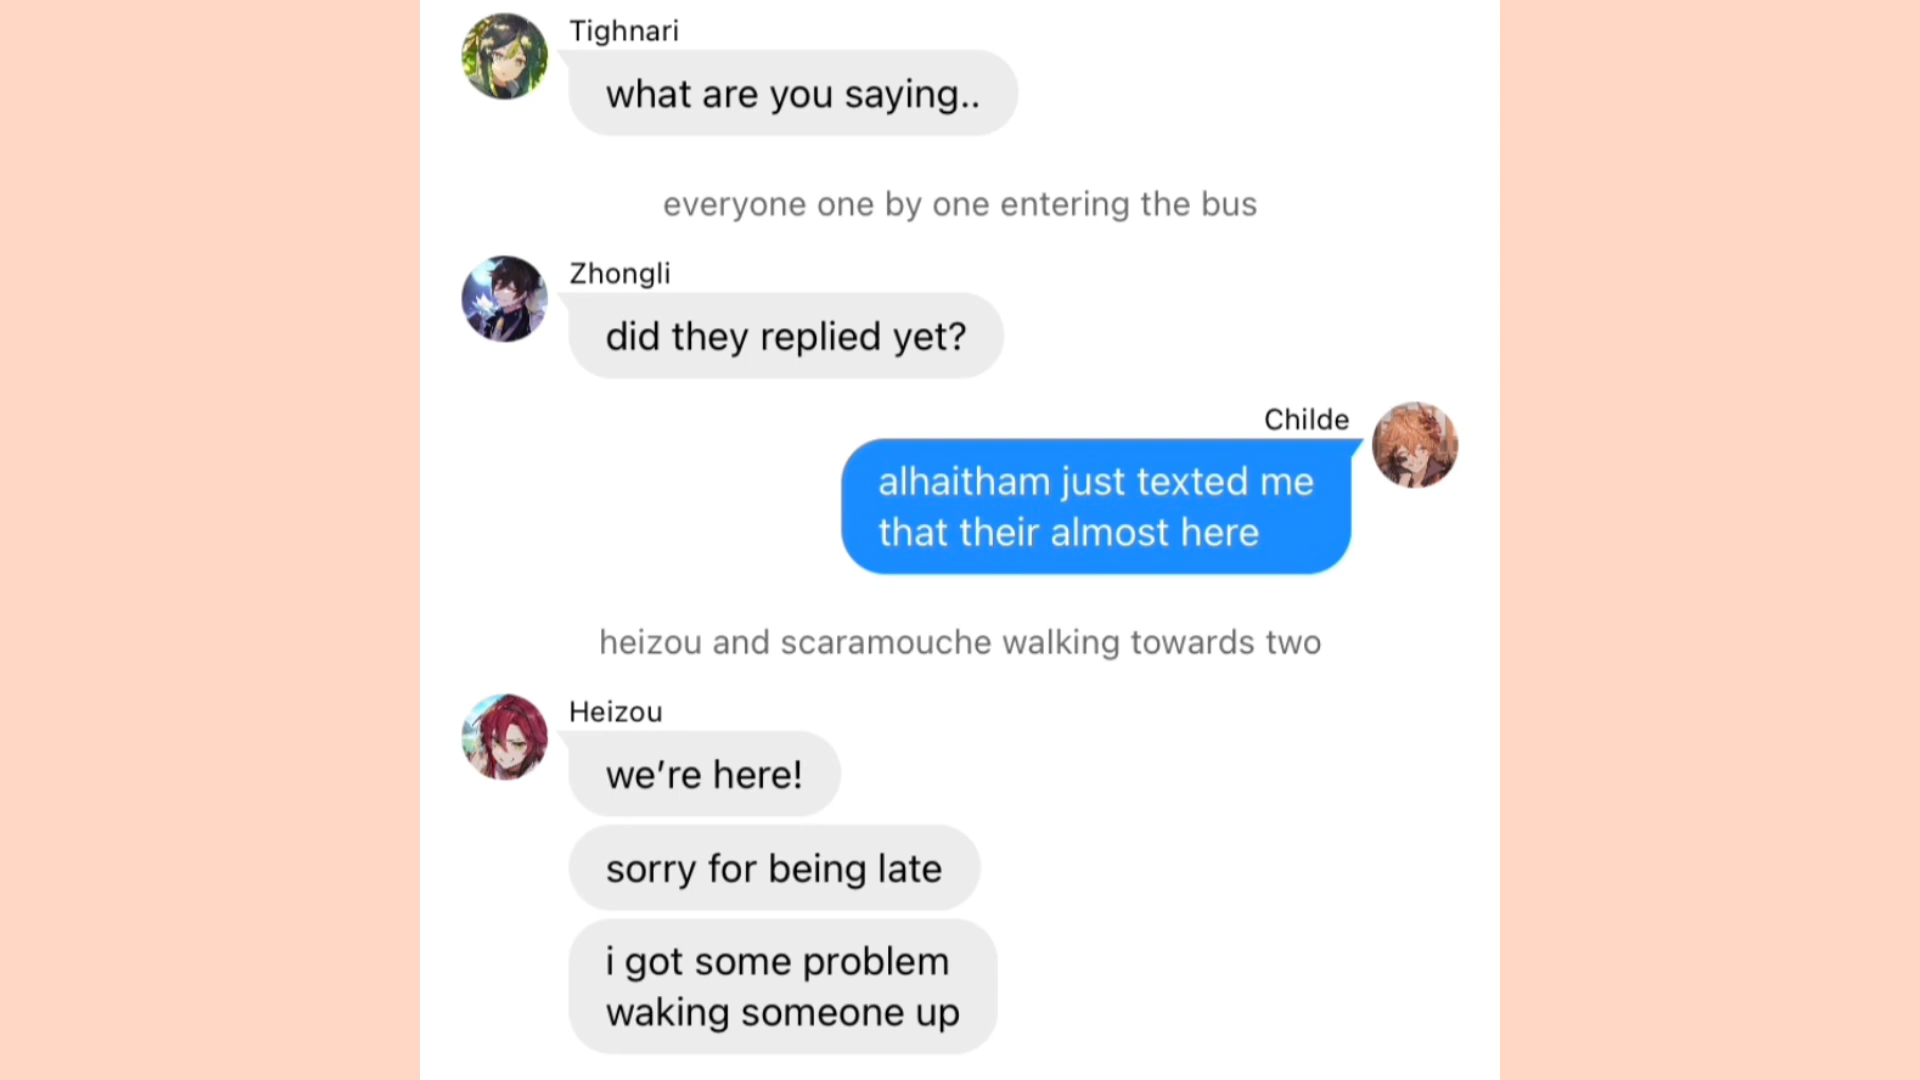 Tighnari
what are you saying..
everyone one by one entering the bus
Zhongli
did they replied yet?
Childe
alhaitham just texted me
that their almost here
heizou and scaramouche walking towards two
Heizou
we’re here!
sorry for being late
i got some problem
waking someone up